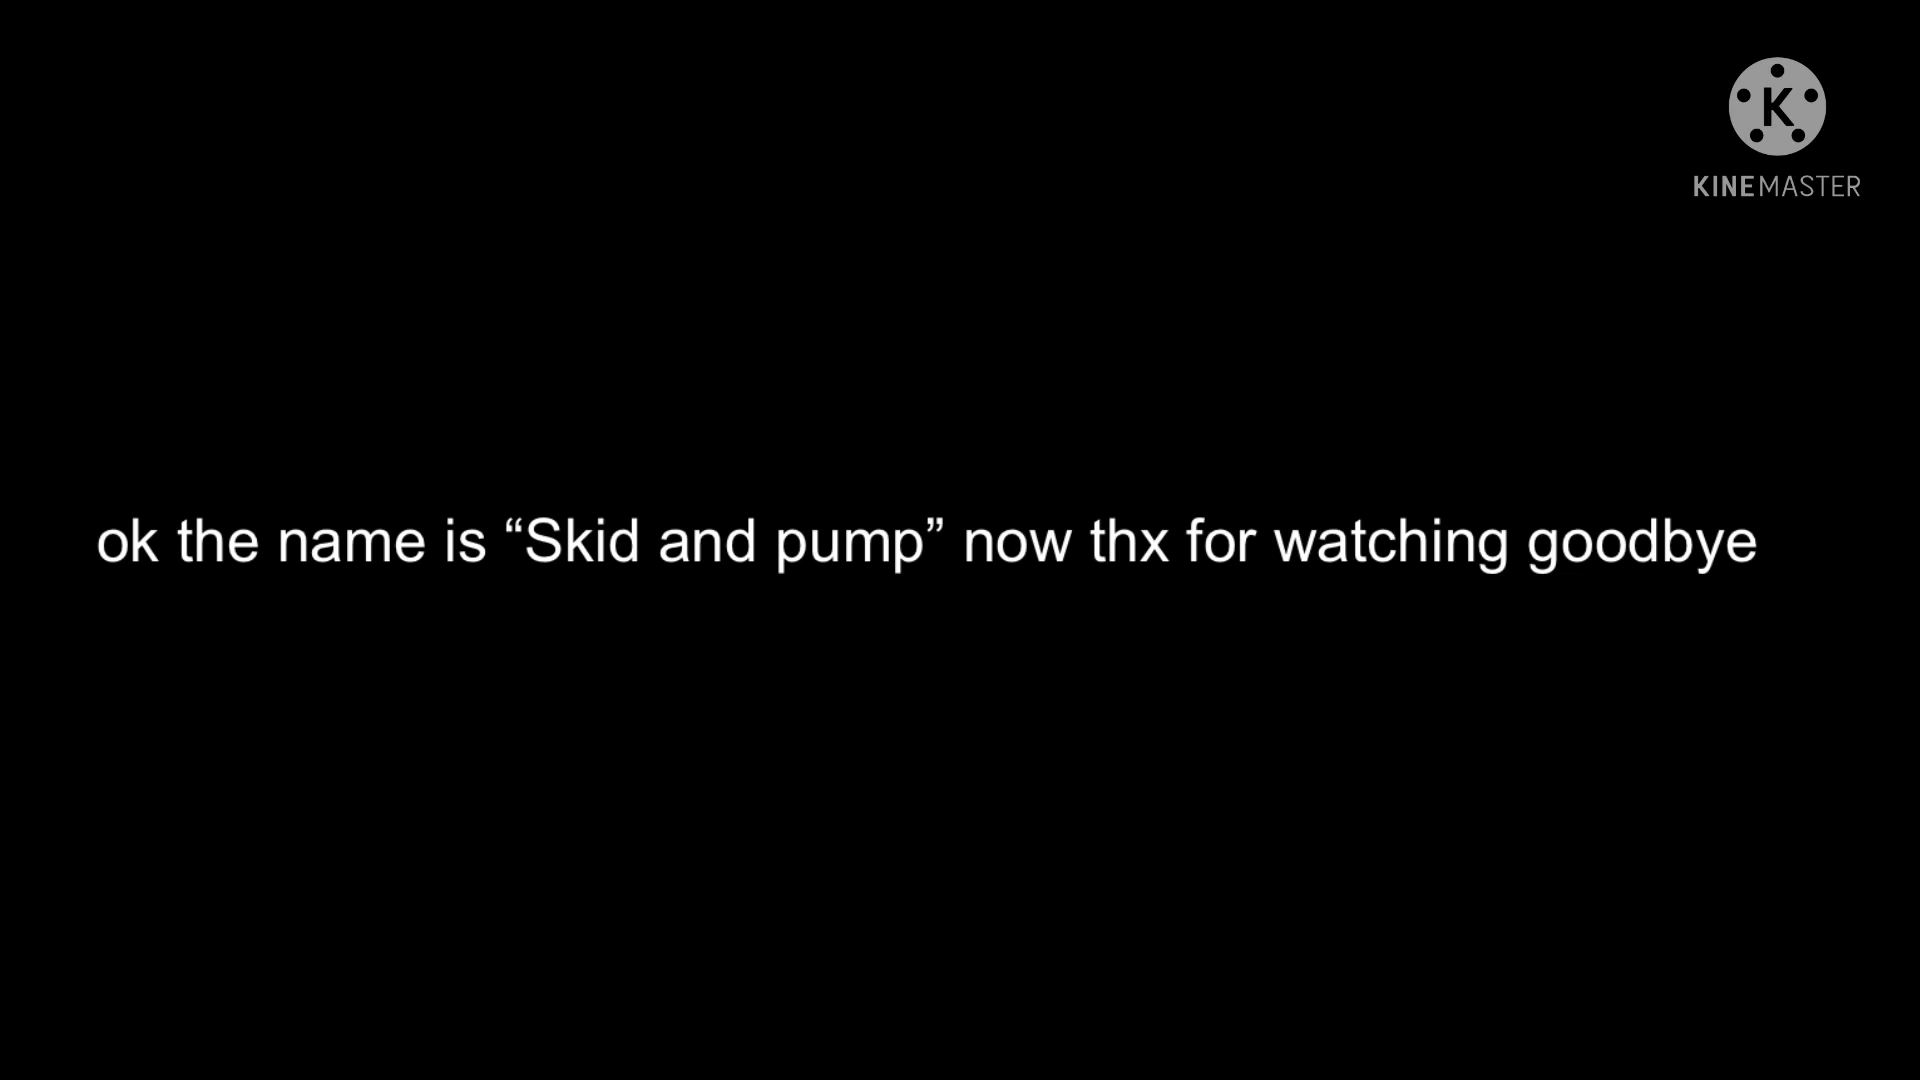 K
KINEMASTER
ok the name is “Skid and pump” now thx for watching goodbye